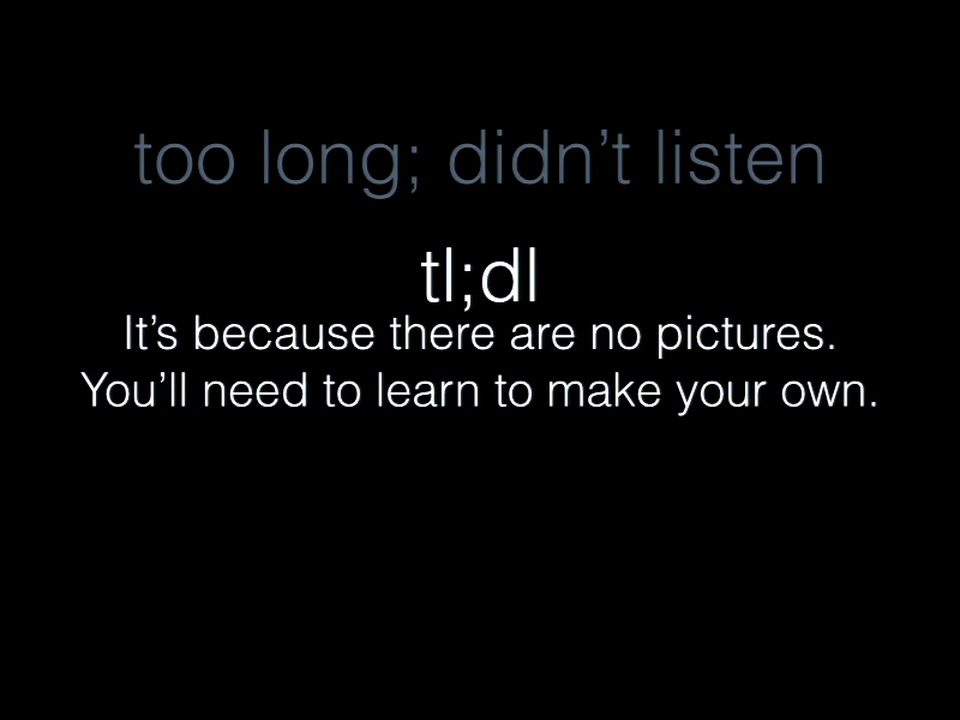 too long; didn’t listen
tl;dl
It’s because there are no pictures.
You’ll need to learn to make your own.